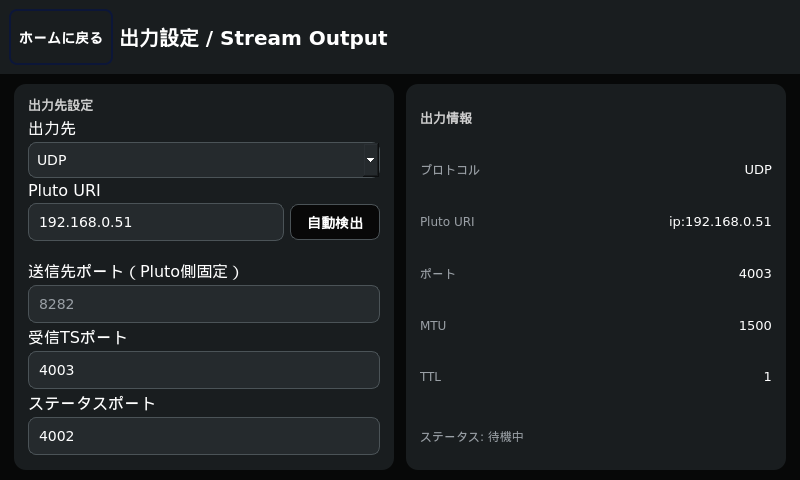 ホームに戻る
出力設定 / Stream Output
出力先設定
出力先
UDP
Pluto URI
192.168.0.51
自動検出
送信先ポート ( Pluto側固定 )
8282
受信TSポート
4003
ステータスポート
4002
出力情報
プロトコル
UDP
Pluto URI
ip:192.168.0.51
ポート
4003
MTU
1500
TTL
1
ステータス: 待機中